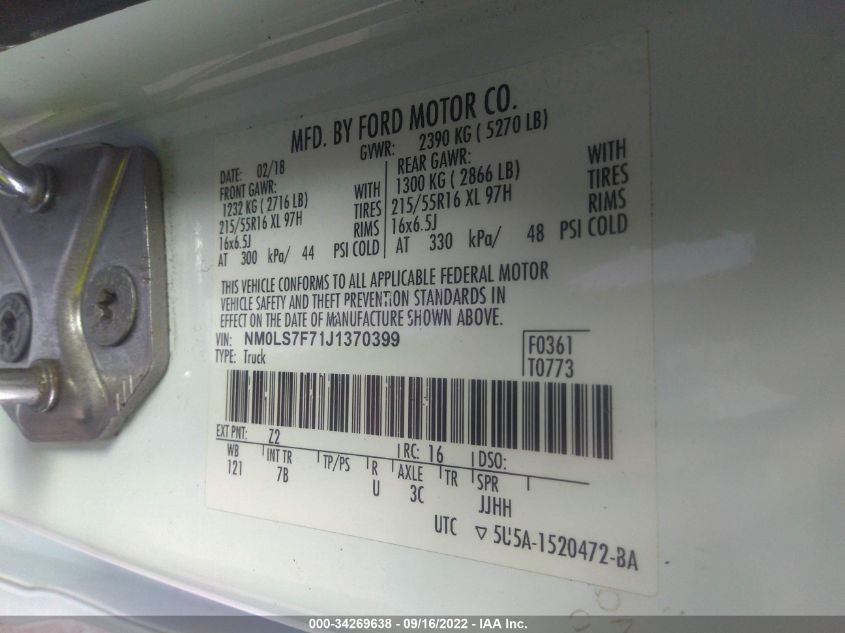 MFD. BY FORD MOTOR CO.
DATE: 02/18 GVWR: 2390 KG ( 5270 LB)
FRONT GAWR: WITH REAR GAWR: WITH
1232 KG ( 2716 LB) TIRES 1300 KG ( 2866 LB) TIRES
215/55R16 XL 97H RIMS 215/55R16 XL 97H RIMS
16x6.5J 16x6.5J
AT 300 kPa/ 44 PSI COLD AT 330 kPa/ 48 PSI COLD
THIS VEHICLE CONFORMS TO ALL APPLICABLE FEDERAL MOTOR
VEHICLE SAFETY AND THEFT PREVENTION STANDARDS IN
EFFECT ON THE DATE OF MANUFACTURE SHOWN ABOVE.
VIN: NM0LS7F71J1370399 F0361
TYPE: Truck T0773
EXT PNT: Z2 RC: 16 DSO:
WB INT TR TP/PS R AXLE TR SPR
121 7B U 3C JJHH
UTC ▽ 5U5A-1520472-BA
000-34269638 - 09/16/2022 - IAA Inc.